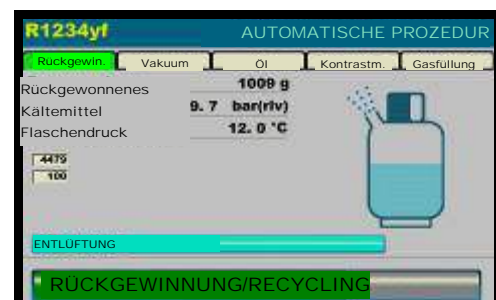 R1234yf AUTOMATISCHE PROZEDUR
Rückgewin. Vakuum Öl Kontrastm. Gasfüllung
Rückgewonnenes 1009 g
Kältemittel 9. 7 bar(rlv)
Flaschendruck 12. 0 °C
4479
100
ENTLÜFTUNG
RÜCKGEWINNUNG/RECYCLING